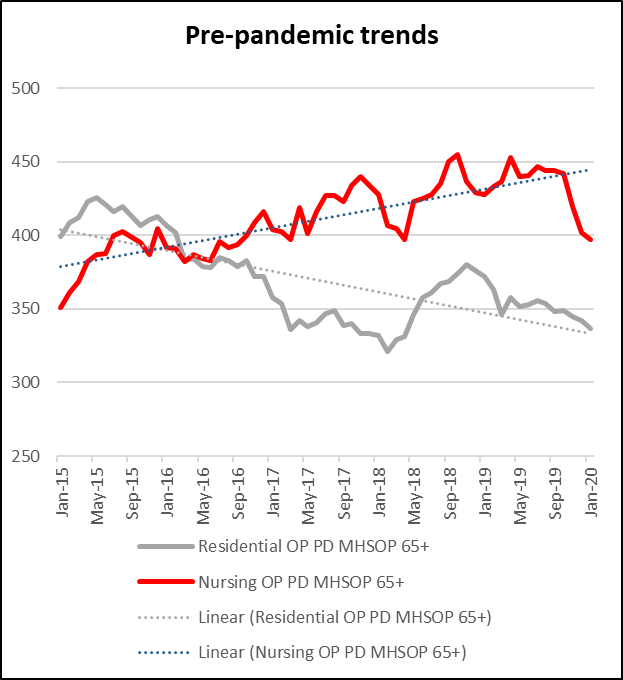 Pre-pandemic trends
500
450
400
350
300
250
Jan-15
May-15
Sep-15
Jan-16
May-16
Sep-16
Jan-17
May-17
Sep-17
Jan-18
May-18
Sep-18
Jan-19
May-19
Sep-19
Jan-20
Residential OP PD MHSOP 65+
Nursing OP PD MHSOP 65+
Linear (Residential OP PD MHSOP 65+)
Linear (Nursing OP PD MHSOP 65+)